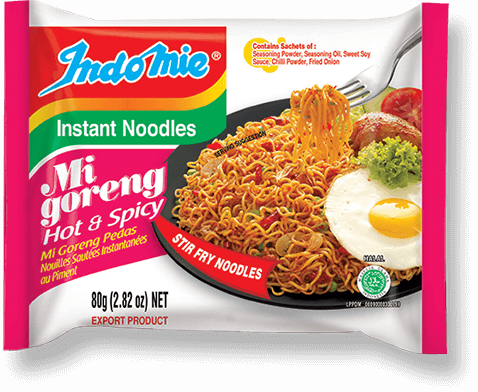 Indomie®
Contains Sachets of :
Seasoning Powder, Seasoning Oil, Sweet Soy
Sauce, Chilli Powder, Fried Onion
Instant Noodles
SERVING SUGGESTION
Mi
goreng
Hot & Spicy
Mi Goreng Pedas
Nouilles Sautées Instantanées
au Piment
STIR FRY NOODLES
HALAL
80g (2.82 oz) NET
EXPORT PRODUCT